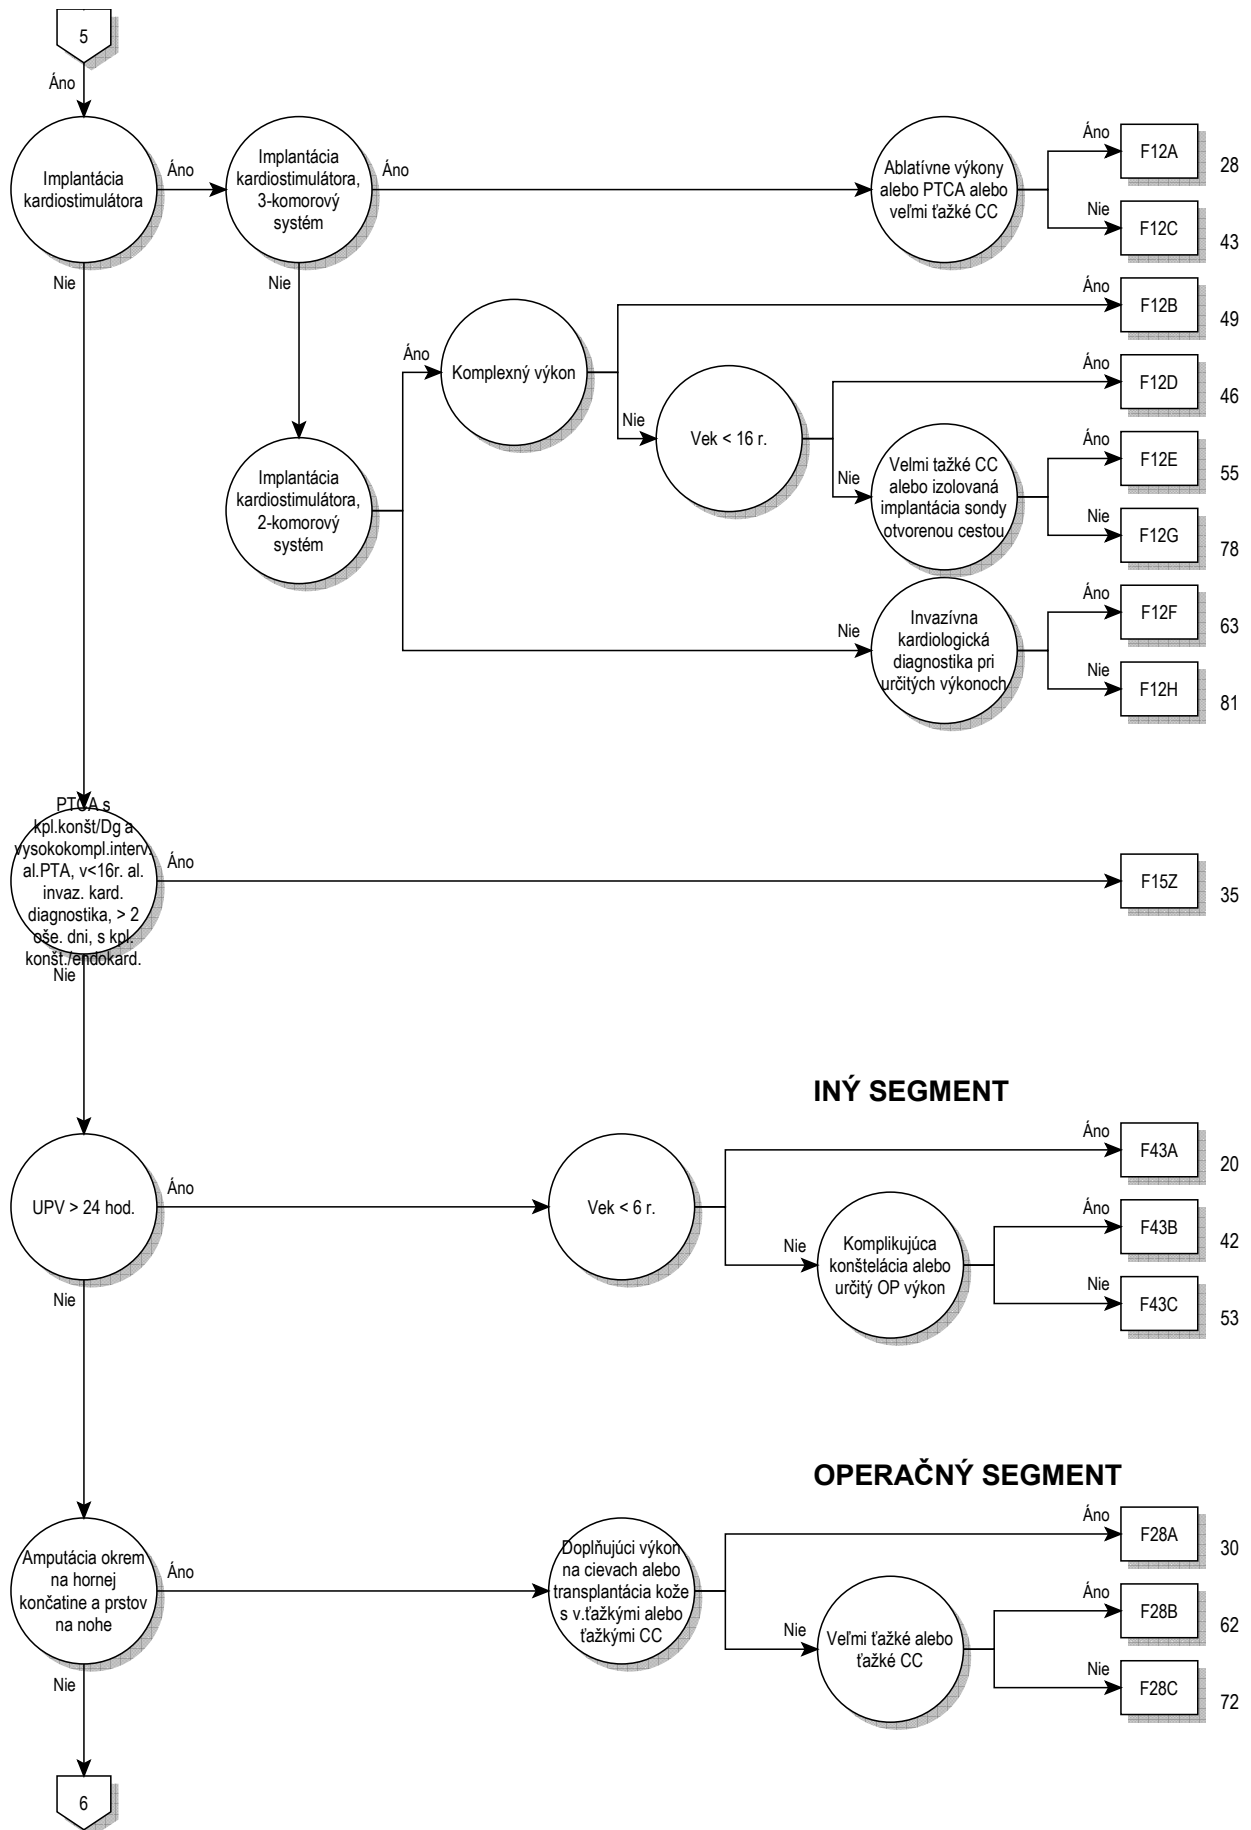 5
Áno
Implantácia
kardiostimulátora
Áno
Implantácia
kardiostimulátora,
3-komorový
systém
Áno
Ablatívne výkony
alebo PTCA alebo
veľmi ťažké CC
Áno
F12A
28
Nie
F12C
43
Nie
Nie
Áno
F12B
49
Áno
Komplexný výkon
Áno
F12D
46
Nie
Vek < 16 r.
Implantácia
kardiostimulátora,
2-komorový
systém
Nie
Velmi tažké CC
alebo izolovaná
implantácia sondy
otvorenou cestou
Áno
F12E
55
Nie
F12G
78
Nie
Invazívna
kardiologická
diagnostika pri
určitých výkonoch
Áno
F12F
63
Nie
F12H
81
PTCA s
kpl.konšt/Dg a
vysokokompl.interv.
al.PTA, v<16r. al.
invaz. kard.
diagnostika, > 2
oše. dni, s kpl.
konšt./endokard.
Áno
F15Z
35
Nie
INÝ SEGMENT
UPV > 24 hod.
Áno
Vek < 6 r.
Áno
F43A
20
Nie
Komplikujúca
konštelácia alebo
určitý OP výkon
Áno
F43B
42
Nie
F43C
53
Nie
OPERAČNÝ SEGMENT
Amputácia okrem
na hornej
končatine a prstov
na nohe
Áno
Doplňujúci výkon
na cievach alebo
transplantácia kože
s v.ťažkými alebo
ťažkými CC
Áno
F28A
30
Nie
Veľmi ťažké alebo
ťažké CC
Áno
F28B
62
Nie
F28C
72
Nie
6